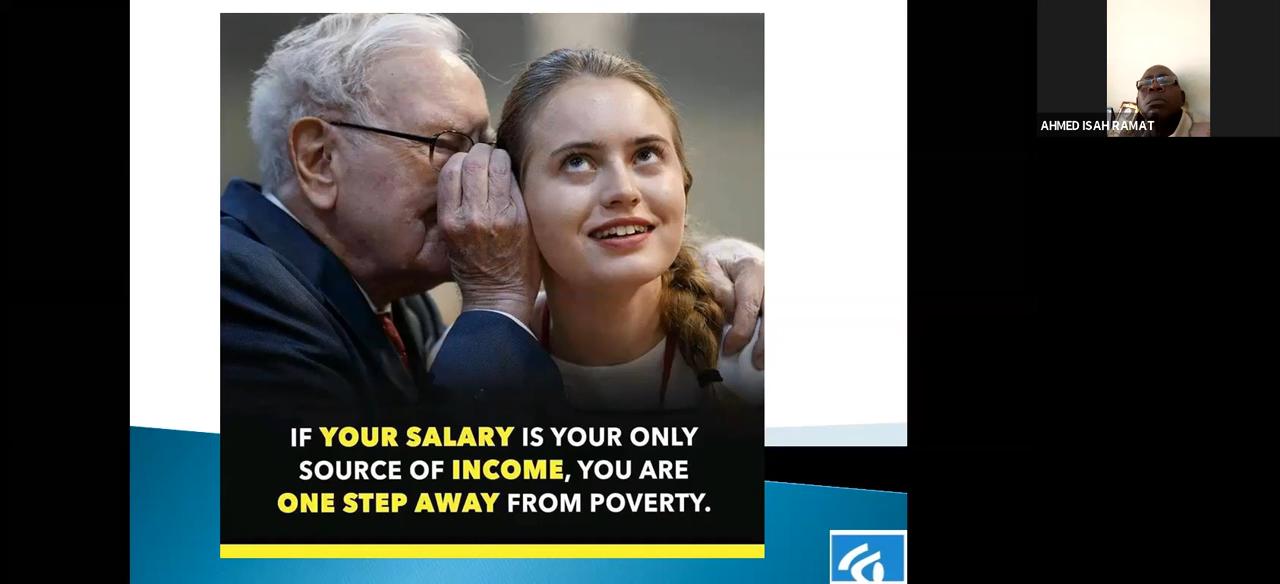 AHMED ISAH RAMAT
IF YOUR SALARY IS YOUR ONLY
SOURCE OF INCOME, YOU ARE
ONE STEP AWAY FROM POVERTY.